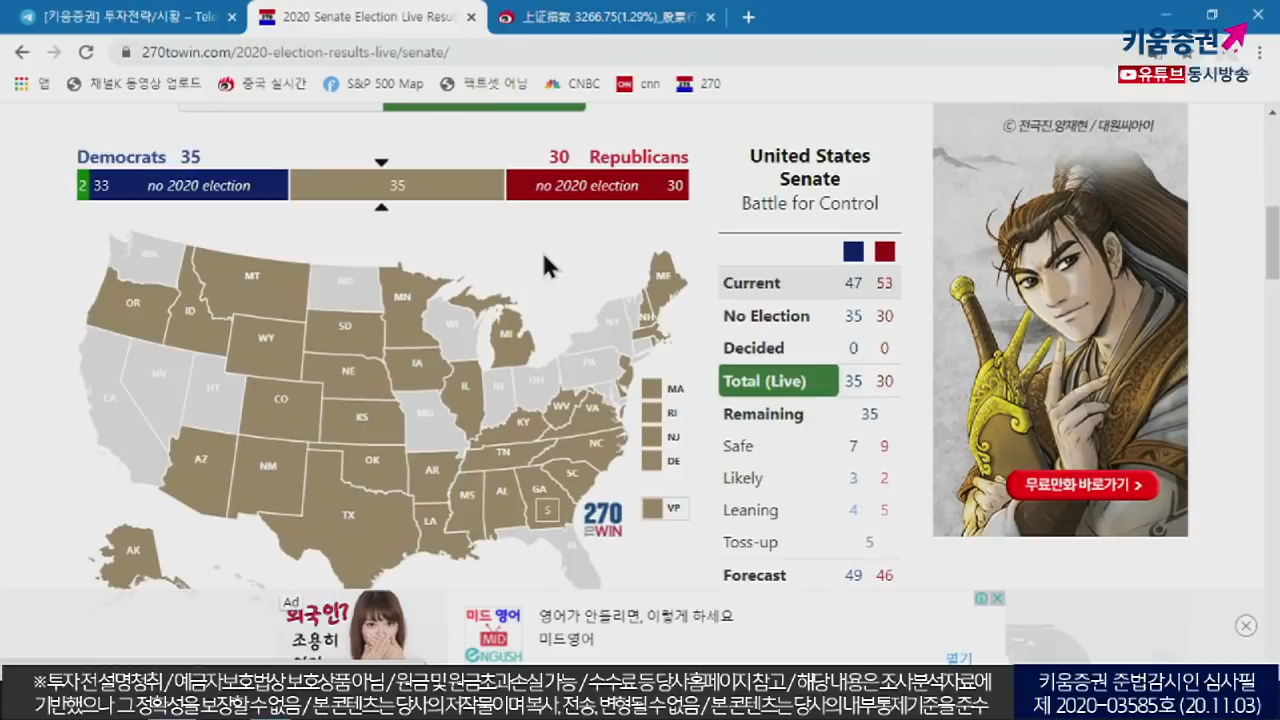 [키움증권] 투자전략/시황 – Tele
2020 Senate Election Live Resul
上证指数 3266.75(1.29%)_股票行
270towin.com/2020-election-results-live/senate/
키움증권
유튜브 동시방송
앱
채널K 동영상 업로드
중국 실시간
S&P 500 Map
팩트셋 어닝
CNBC
cnn
270
Democrats 35
30 Republicans
2 33 no 2020 election
35
no 2020 election 30
WA
MT
ND
MN
ME
OR
ID
SD
WI
MI
NY
NH
WY
IA
NE
PA
NV
UT
IL
IN
OH
CA
CO
KS
MO
WV
VA
KY
MA
RI
NJ
DE
AZ
NM
OK
AR
TN
NC
SC
MS
AL
GA
S
TX
LA
FL
AK
VP
270
TO WIN
United States
Senate
Battle for Control
Current 47 53
No Election 35 30
Decided 0 0
Total (Live) 35 30
Remaining 35
Safe 7 9
Likely 3 2
Leaning 4 5
Toss-up 5
Forecast 49 46
ⓒ 전극진,양재현 / 대원씨아이
무료만화 바로가기 >
Ad
외국인?
조용히
미드 영어
MID
ENGLISH
영어가 안들리면, 이렇게 하세요
미드영어
열기
※ 투자 전 설명청취 / 예금자보호법상 보호상품 아님 / 원금 및 원금초과손실 가능 / 수수료 등 당사홈페이지 참고 / 해당 내용은 조사분석자료에
기반했으나 그 정확성을 보장할 수 없음 / 본 콘텐츠는 당사의 저작물이며 복사, 전송, 변형될 수 없음 / 본 콘텐츠는 당사의 내부통제기준을 준수
키움증권 준법감시인 심사필
제 2020-03585호 (20.11.03)